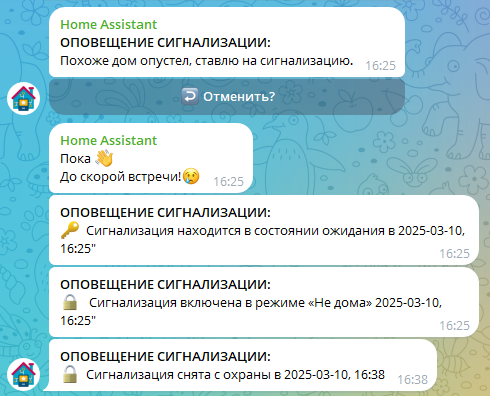 Home Assistant
ОПОВЕЩЕНИЕ СИГНАЛИЗАЦИИ:
Похоже дом опустел, ставлю на сигнализацию. 16:25
↩️ Отменить?
Home Assistant
Пока 👋
До скорой встречи!😢 16:25
ОПОВЕЩЕНИЕ СИГНАЛИЗАЦИИ:
🔑 Сигнализация находится в состоянии ожидания в 2025-03-10,
16:25" 16:25
ОПОВЕЩЕНИЕ СИГНАЛИЗАЦИИ:
🔒 Сигнализация включена в режиме «Не дома» 2025-03-10,
16:25" 16:25
ОПОВЕЩЕНИЕ СИГНАЛИЗАЦИИ:
🔒 Сигнализация снята с охраны в 2025-03-10, 16:38 16:38